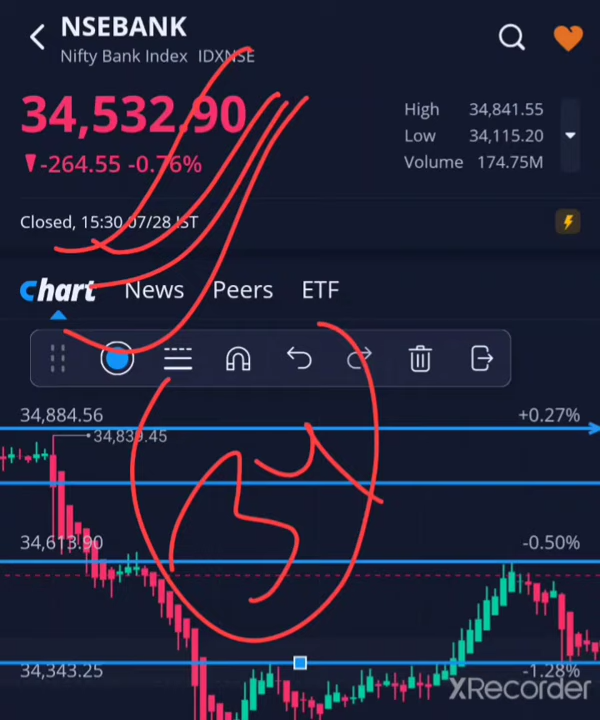 NSEBANK
Nifty Bank Index IDXNSE
34,532.90
-264.55 -0.76%
High 34,841.55
Low 34,115.20
Volume 174.75M
Closed, 15:30 07/28 IST
Chart News Peers ETF
34,884.56 +0.27%
34,839.45
34,613.90 -0.50%
34,343.25 -1.28%
XRecorder